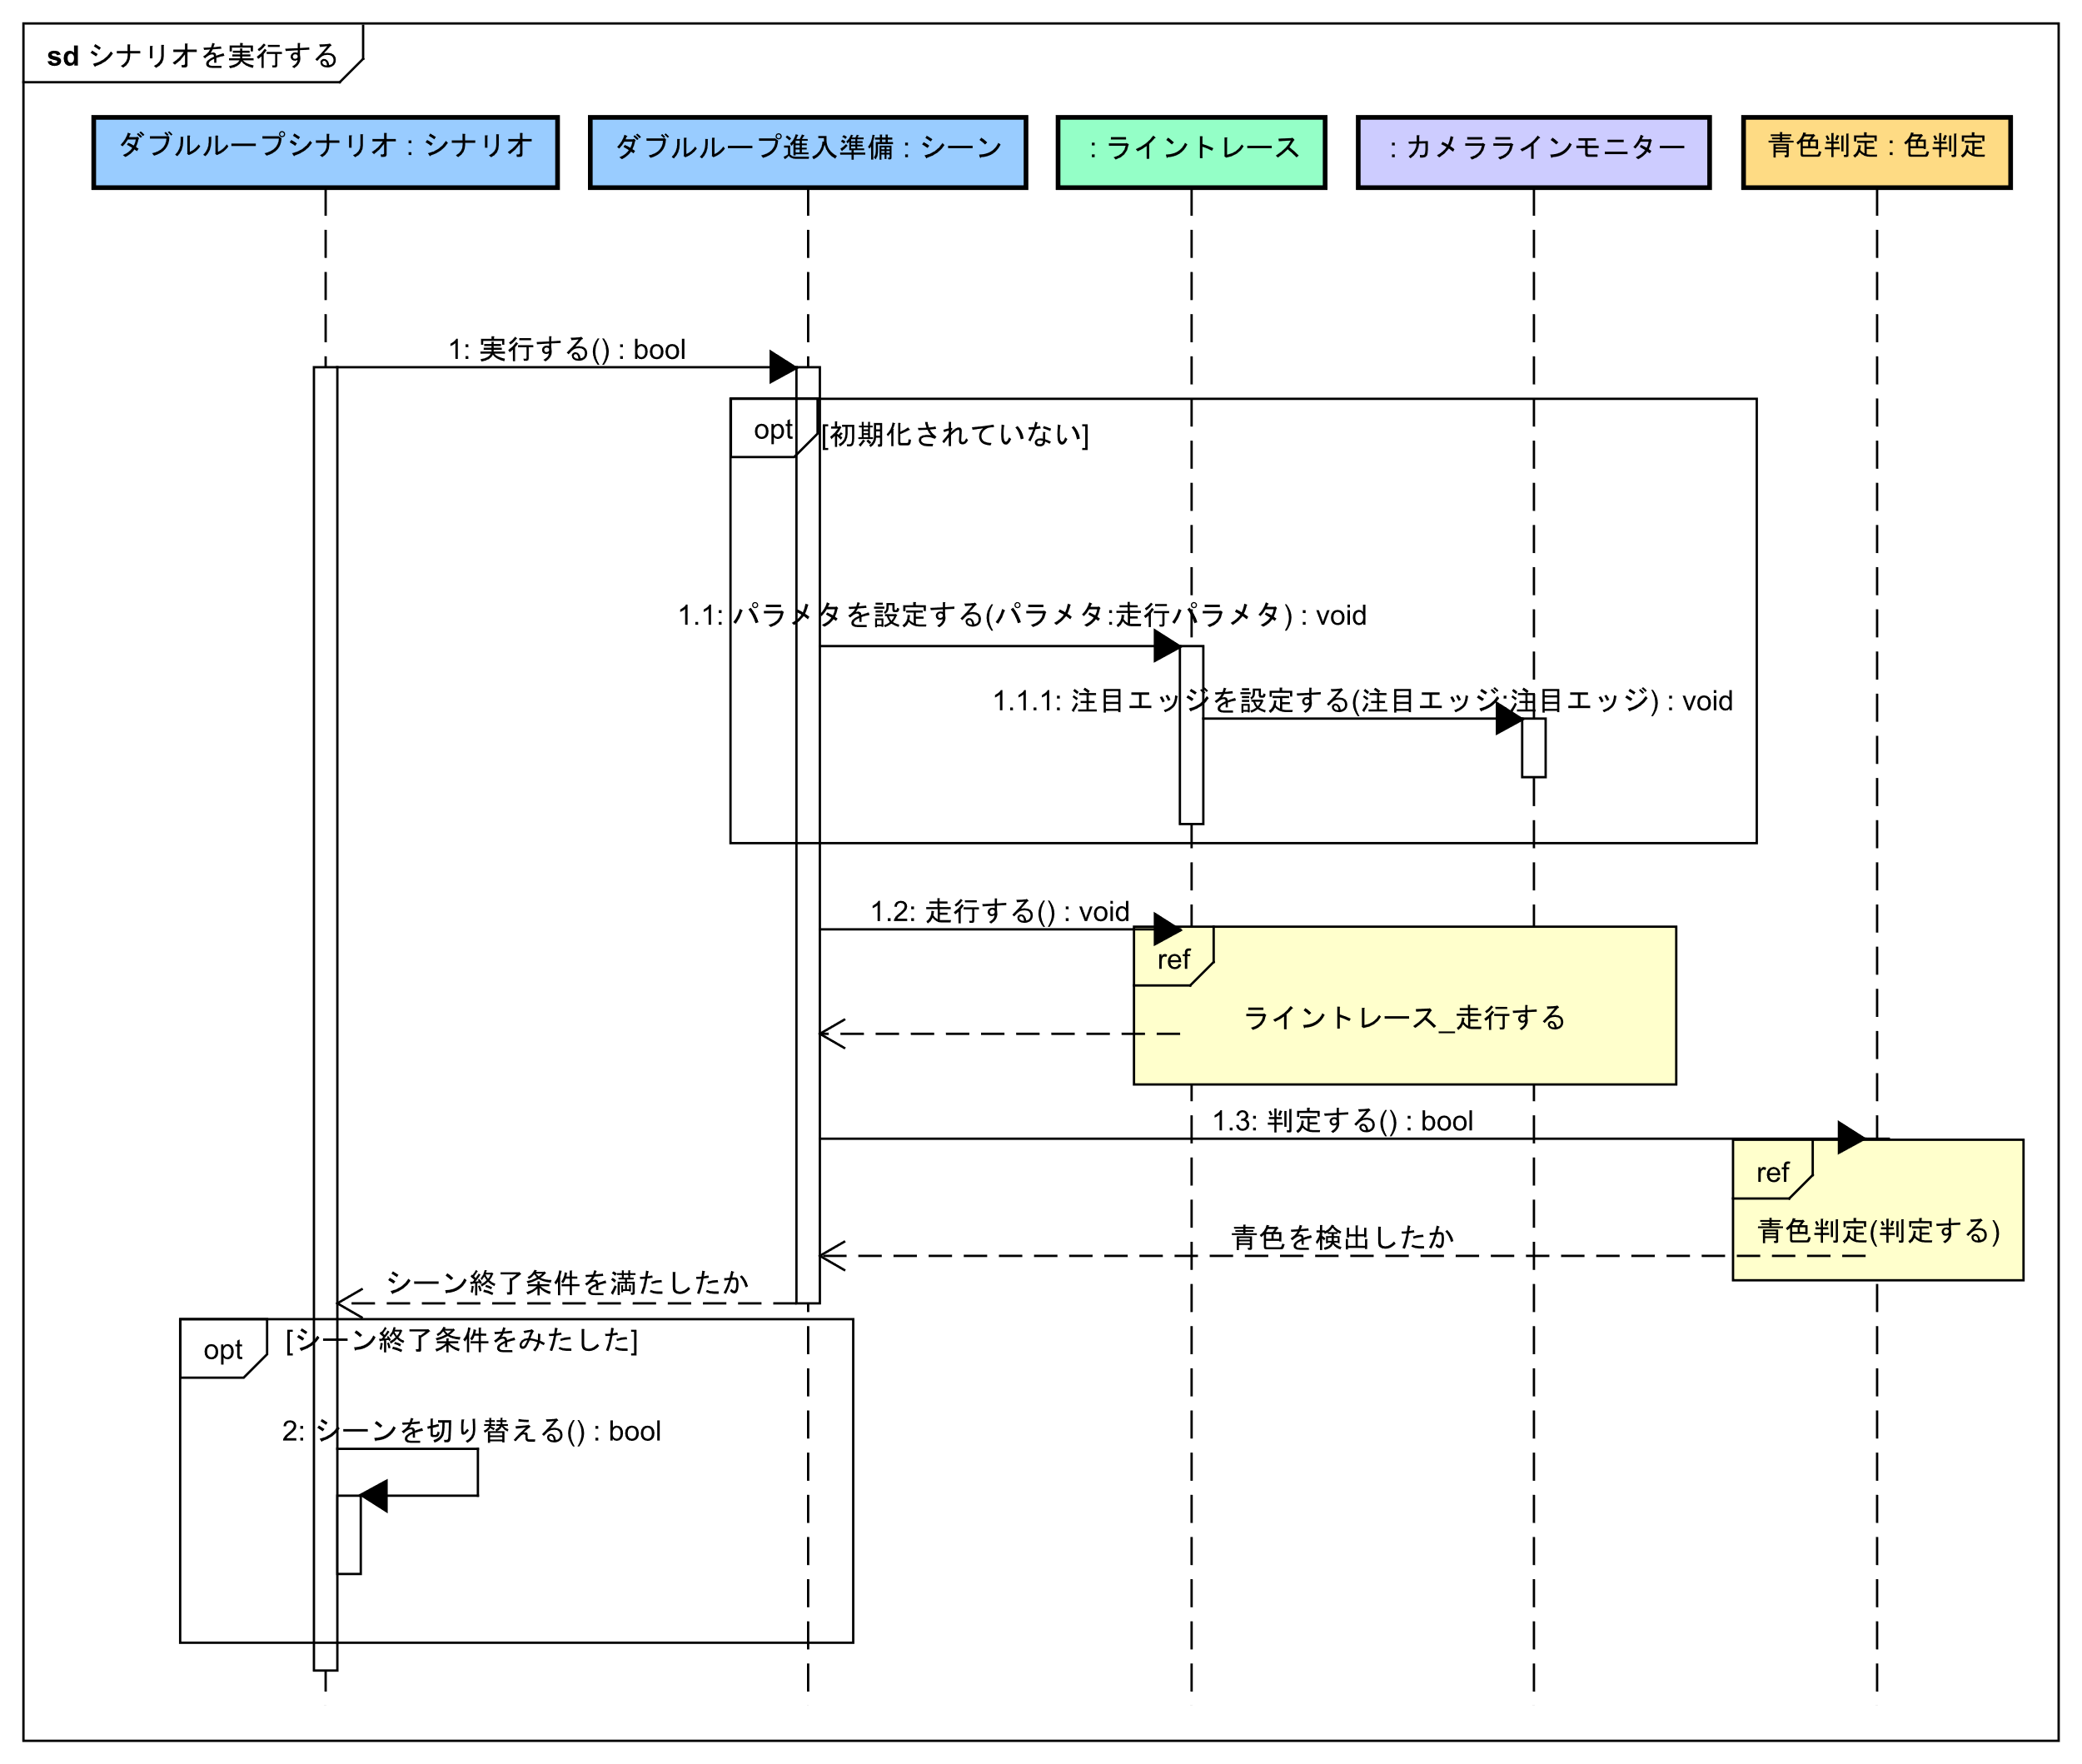 sd シナリオを実行する
ダブルループシナリオ : シナリオ
ダブルループ進入準備 : シーン
: ライントレース
: カメララインモニター
青色判定 : 色判定
1: 実行する() : bool
opt
[初期化されていない]
1.1: パラメタを設定する(パラメタ:走行パラメタ) : void
1.1.1: 注目エッジを設定する(注目エッジ:注目エッジ) : void
1.2: 走行する() : void
ref
ライントレース_走行する
1.3: 判定する() : bool
ref
青色判定(判定する)
青色を検出したか
シーン終了条件を満たしたか
opt
[シーン終了条件をみたした]
2: シーンを切り替える() : bool